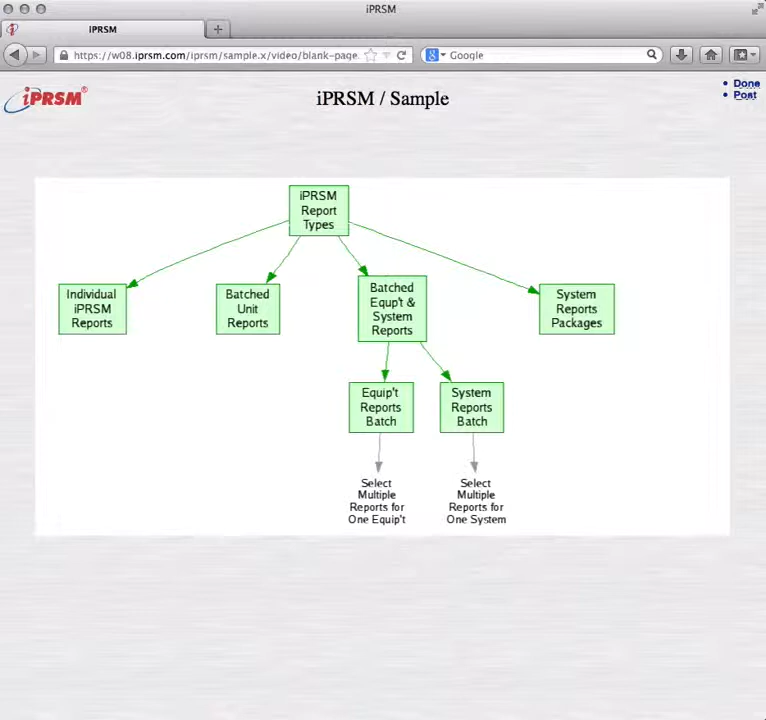 iPRSM
iPRSM
https://w08.iprsm.com/iprsm/sample.x/video/blank-page.
Google
iPRSM®
iPRSM / Sample
Done
Post
iPRSM
Report
Types
Individual
iPRSM
Reports
Batched
Unit
Reports
Batched
Equp't &
System
Reports
System
Reports
Packages
Equip't
Reports
Batch
System
Reports
Batch
Select
Multiple
Reports for
One Equip't
Select
Multiple
Reports for
One System